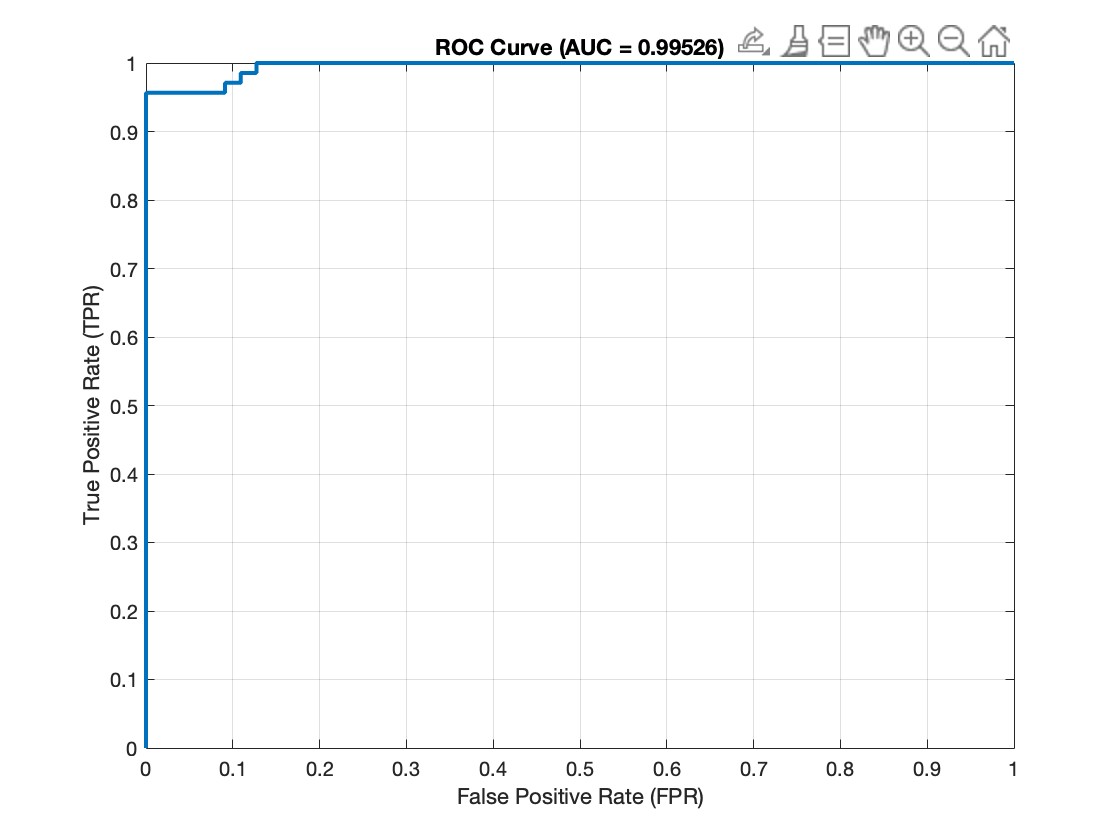 ROC Curve (AUC = 0.99526)
1
0.9
0.8
0.7
0.6
0.5
0.4
0.3
0.2
0.1
0
True Positive Rate (TPR)
0 0.1 0.2 0.3 0.4 0.5 0.6 0.7 0.8 0.9 1
False Positive Rate (FPR)